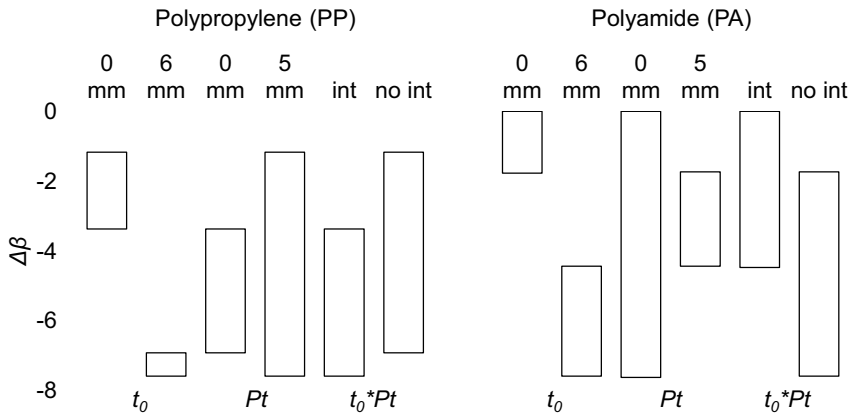 Polypropylene (PP) Polyamide (PA)
0 6 0 5 0 6 0 5
mm mm mm mm int no int mm mm mm mm int no int
0
-2
-4
Δβ
-6
-8
t₀ Pt t₀*Pt t₀ Pt t₀*Pt